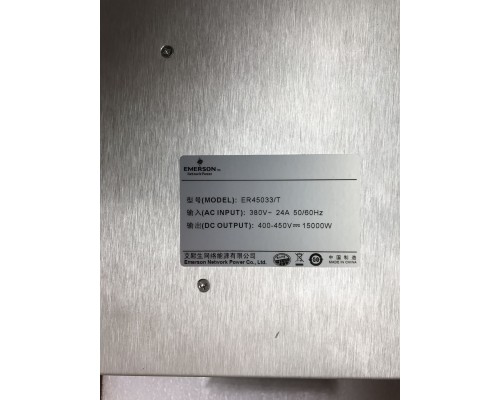 EMERSON
Network Power
型号(MODEL): ER45033/T
输入(AC INPUT): 380V~ 24A 50/60Hz
输出(DC OUTPUT): 400-450V⎓15000W
艾默生网络能源有限公司
Emerson Network Power Co., Ltd.
中国制造
MADE IN CHINA